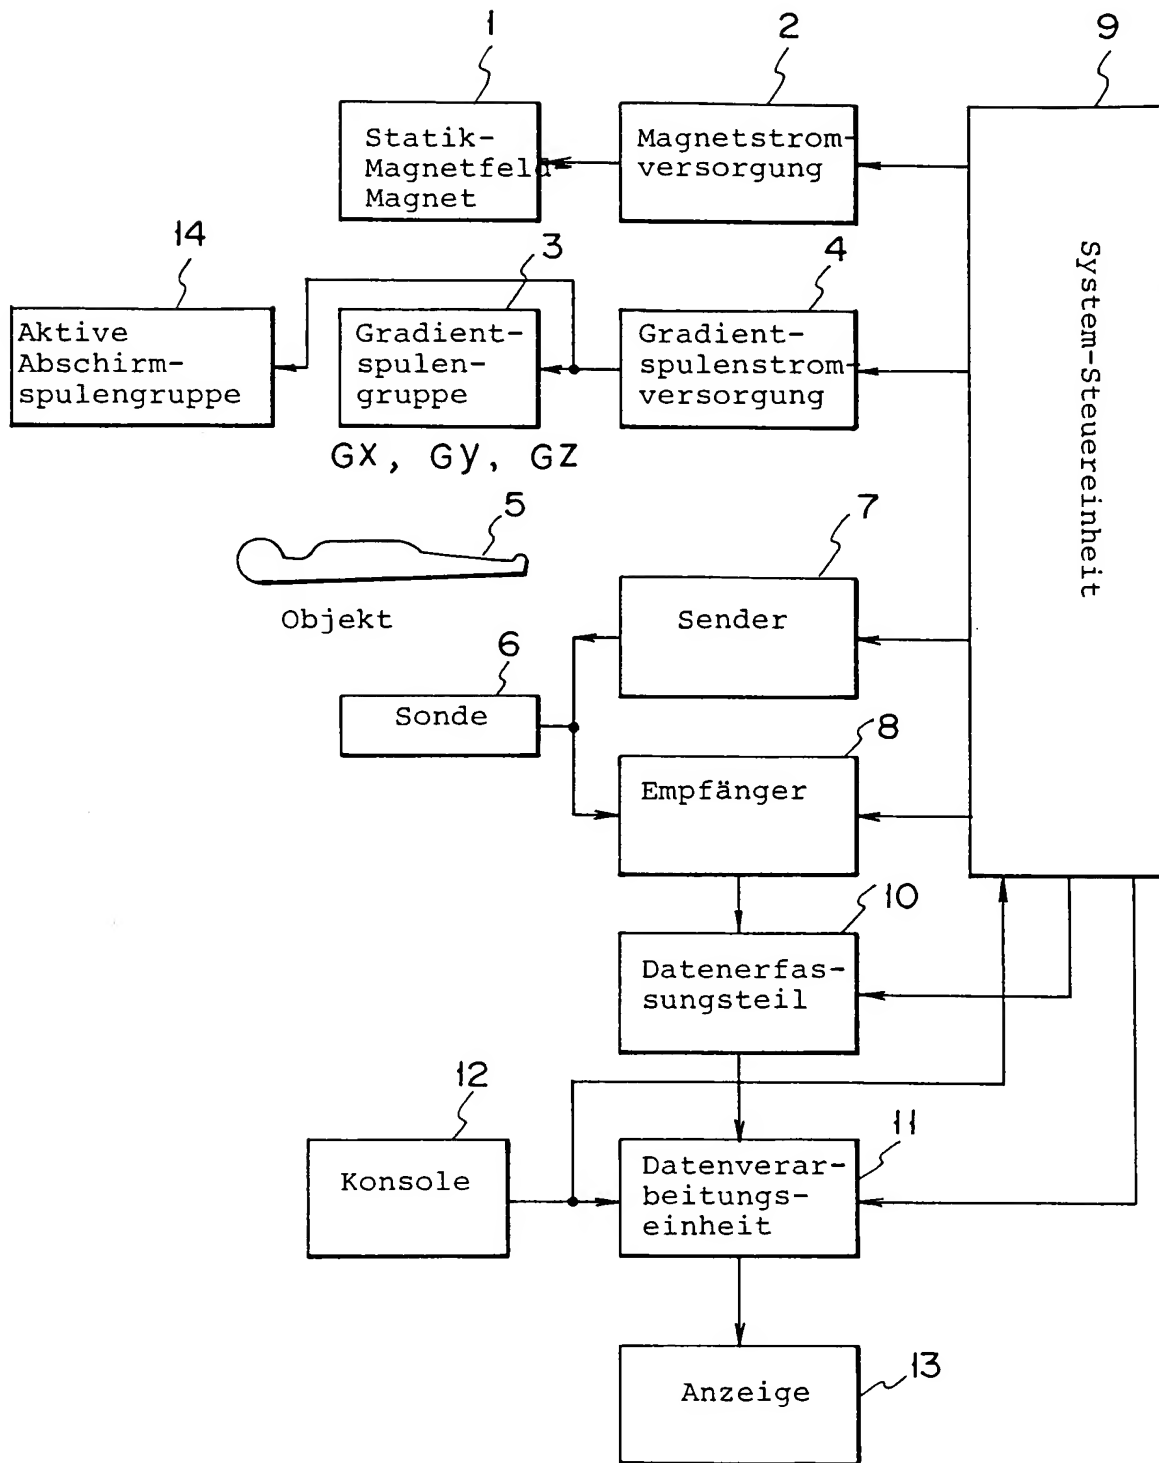 1
2
9
Statik-
Magnetfeld
Magnet
Magnetstrom-
versorgung
System-Steuereinheit
14
3
4
Aktive
Abschirm-
spulengruppe
Gradient-
spulen-
gruppe
Gradient-
spulenstrom-
versorgung
GX, Gy, GZ
5
Objekt
7
Sender
6
Sonde
8
Empfänger
10
Datenerfas-
sungsteil
12
Konsole
11
Datenverar-
beitungs-
einheit
13
Anzeige